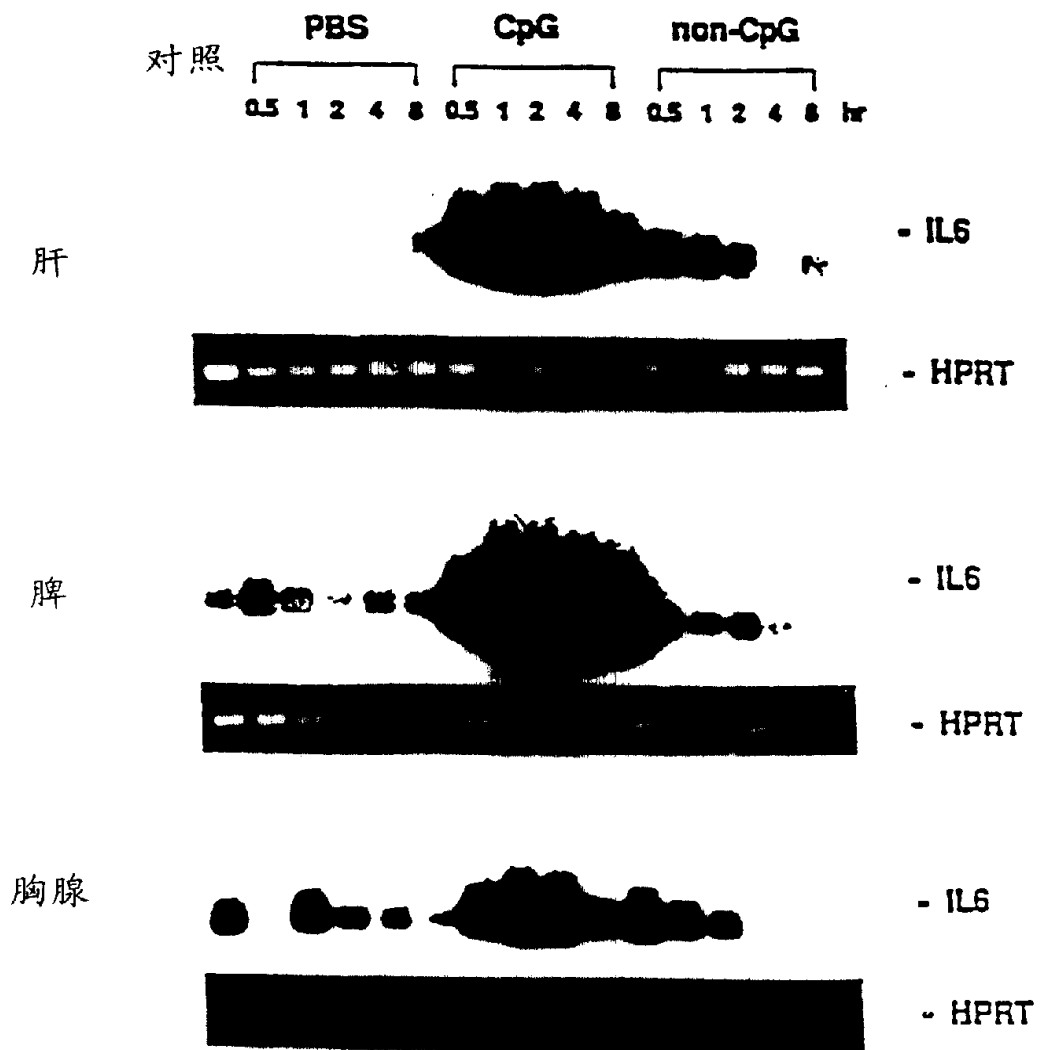 PBS CpG non-CpG
对照
0.5 1 2 4 8 0.5 1 2 4 8 0.5 1 2 4 8 hr
肝
- IL6
- HPRT
脾
- IL6
- HPRT
胸腺
- IL6
- HPRT